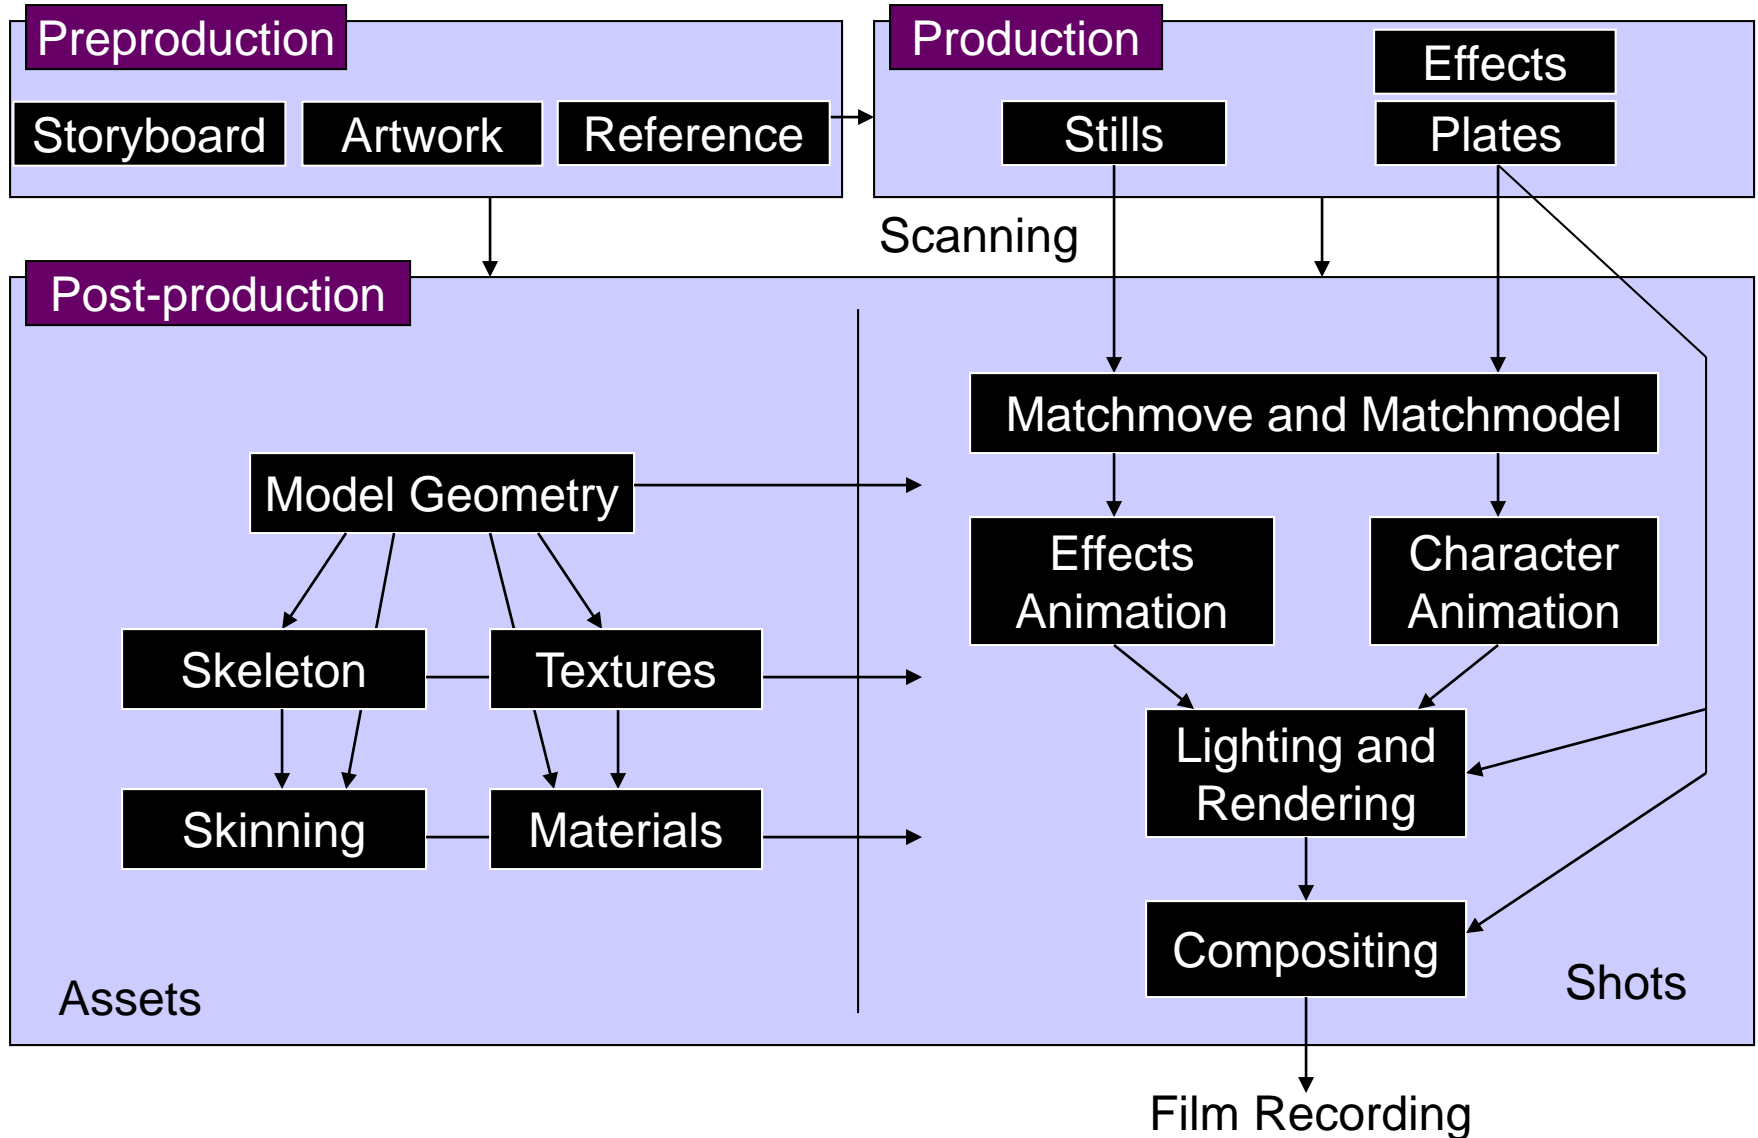 Preproduction
Storyboard
Artwork
Reference
Production
Effects
Stills
Plates
Scanning
Post-production
Matchmove and Matchmodel
Model Geometry
Effects
Animation
Character
Animation
Skeleton
Textures
Lighting and
Rendering
Skinning
Materials
Compositing
Assets
Shots
Film Recording